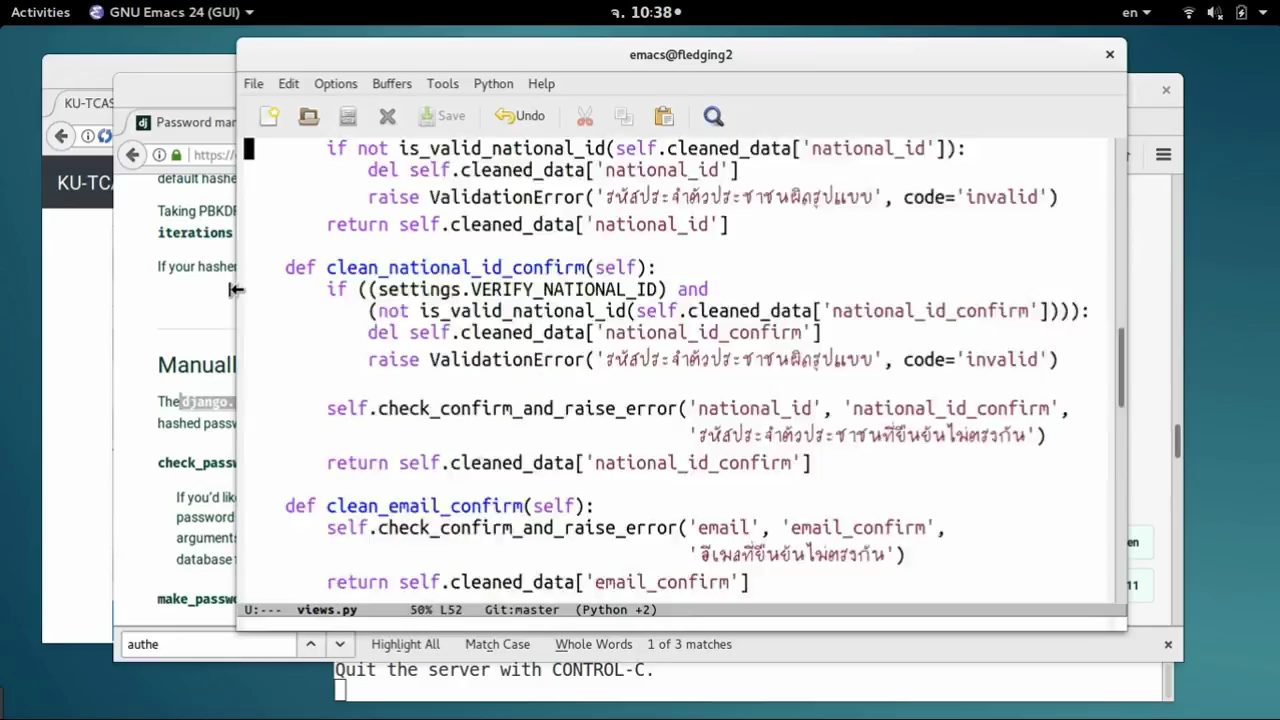 Activities
GNU Emacs 24 (GUI)
จ. 10:38
en
emacs@fledging2
File Edit Options Buffers Tools Python Help
Save Undo
KU-TCAS
Password mar
https://
KU-TCA
default hashe
Taking PBKDF
iterations
If your hasher
Manuall
The django.
hashed passw
check_passw
If you'd like
password
arguments
database f
make_passw
if not is_valid_national_id(self.cleaned_data['national_id']):
del self.cleaned_data['national_id']
raise ValidationError('รหัสประจำตัวประชาชนผิดรูปแบบ', code='invalid')
return self.cleaned_data['national_id']
def clean_national_id_confirm(self):
if ((settings.VERIFY_NATIONAL_ID) and
(not is_valid_national_id(self.cleaned_data['national_id_confirm']))):
del self.cleaned_data['national_id_confirm']
raise ValidationError('รหัสประจำตัวประชาชนผิดรูปแบบ', code='invalid')
self.check_confirm_and_raise_error('national_id', 'national_id_confirm',
'รหัสประจำตัวประชาชนที่ยืนยันไม่ตรงกัน')
return self.cleaned_data['national_id_confirm']
def clean_email_confirm(self):
self.check_confirm_and_raise_error('email', 'email_confirm',
'อีเมลที่ยืนยันไม่ตรงกัน')
return self.cleaned_data['email_confirm']
U:--- views.py 50% L52 Git:master (Python +2)
en
11
authe
Highlight All Match Case Whole Words 1 of 3 matches
Quit the server with CONTROL-C.